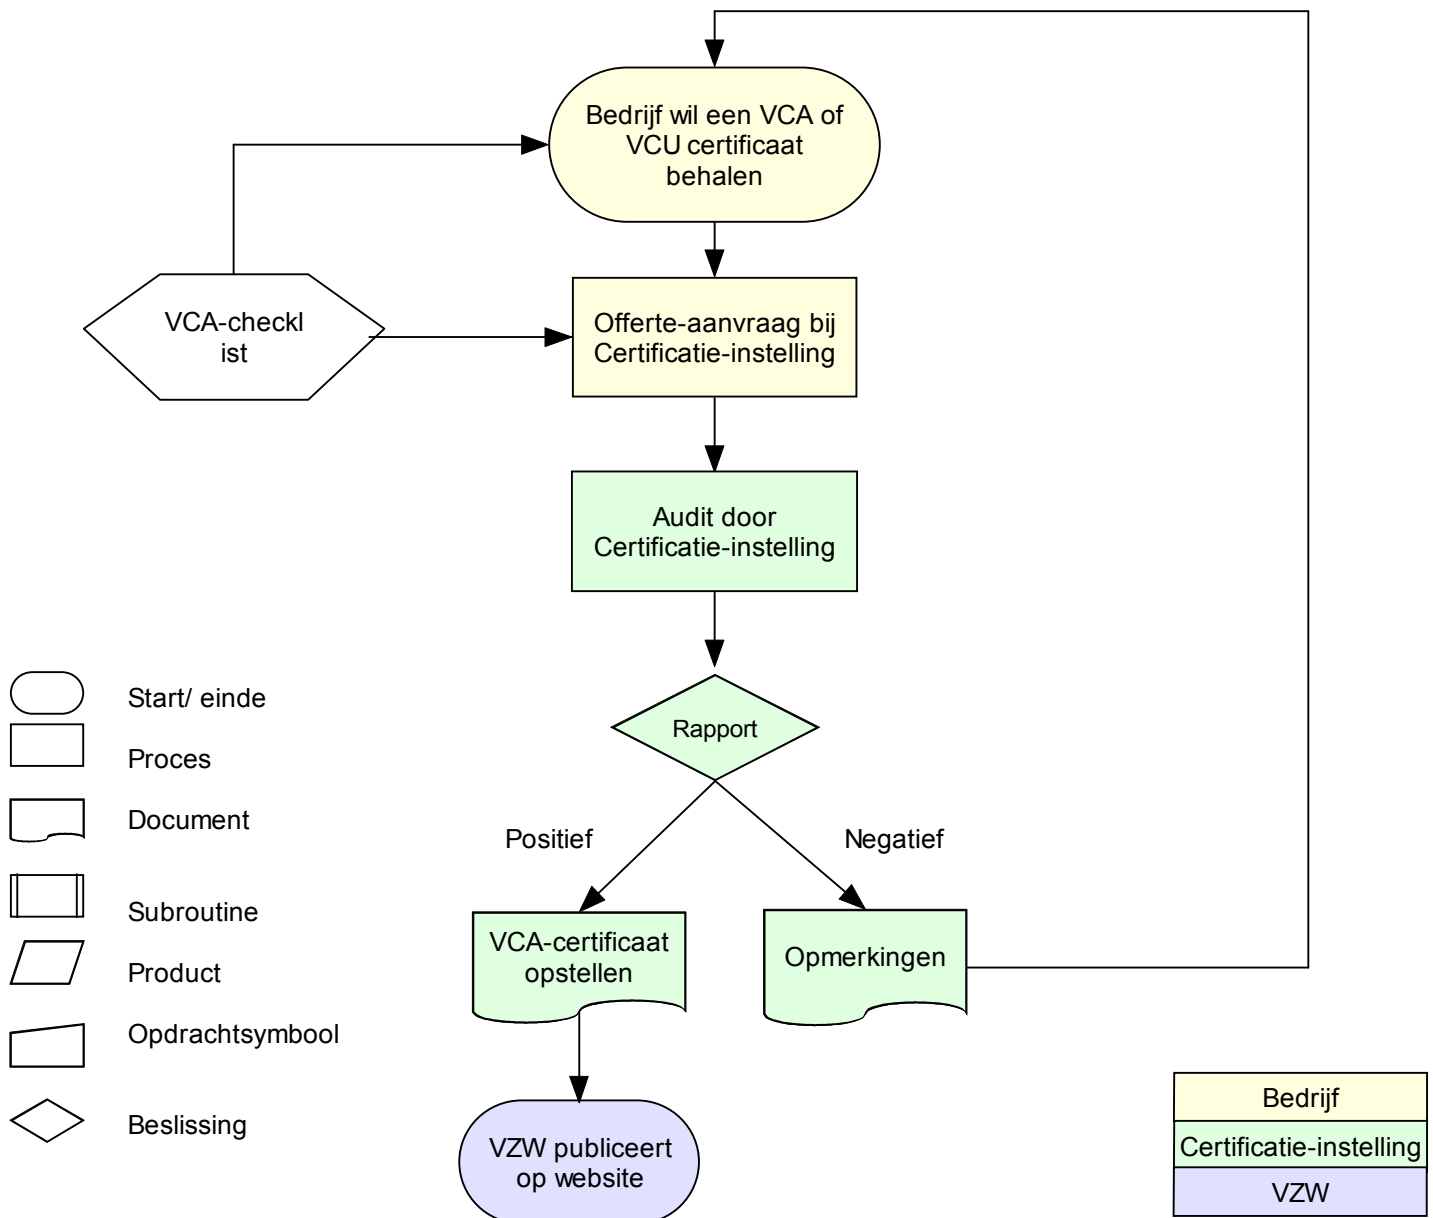 Bedrijf wil een VCA of
VCU certificaat
behalen
VCA-checkl
ist
Offerte-aanvraag bij
Certificatie-instelling
Audit door
Certificatie-instelling
Rapport
Positief
Negatief
VCA-certificaat
opstellen
Opmerkingen
VZW publiceert
op website
Start/ einde
Proces
Document
Subroutine
Product
Opdrachtsymbool
Beslissing
Bedrijf
Certificatie-instelling
VZW